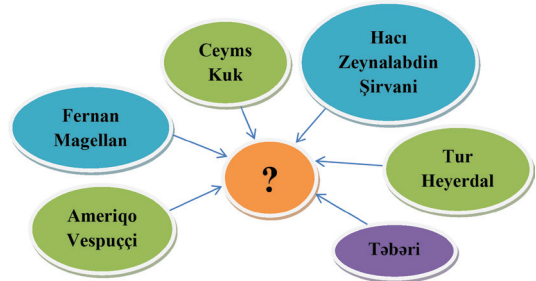 Ceyms
Kuk
Hacı
Zeynalabdin
Şirvani
Fernan
Magellan
?
Tur
Heyerdal
Ameriqo
Vespuççi
Təbəri